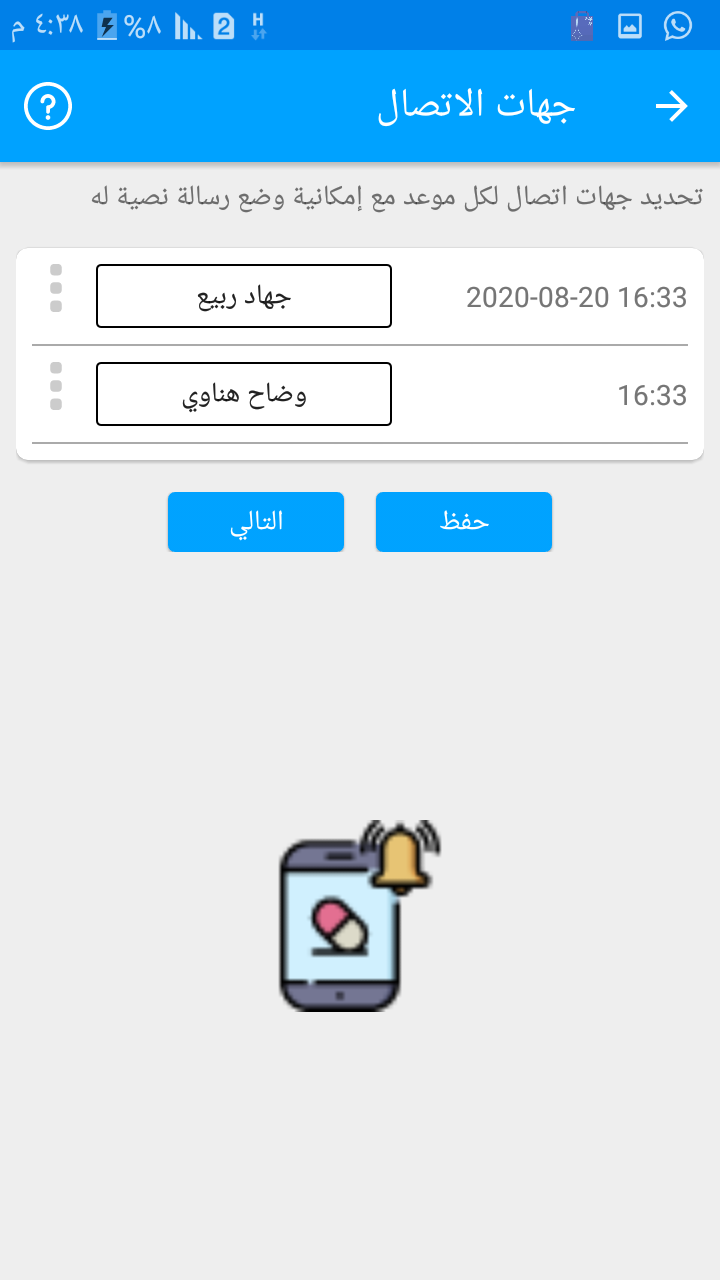 ٤:٣٨ م ٨% 2 H
جهات الاتصال ?
تحديد جهات اتصال لكل موعد مع إمكانية وضع رسالة نصية له
2020-08-20 16:33 جهاد ربيع
16:33 وضاح هناوي
حفظ التالي